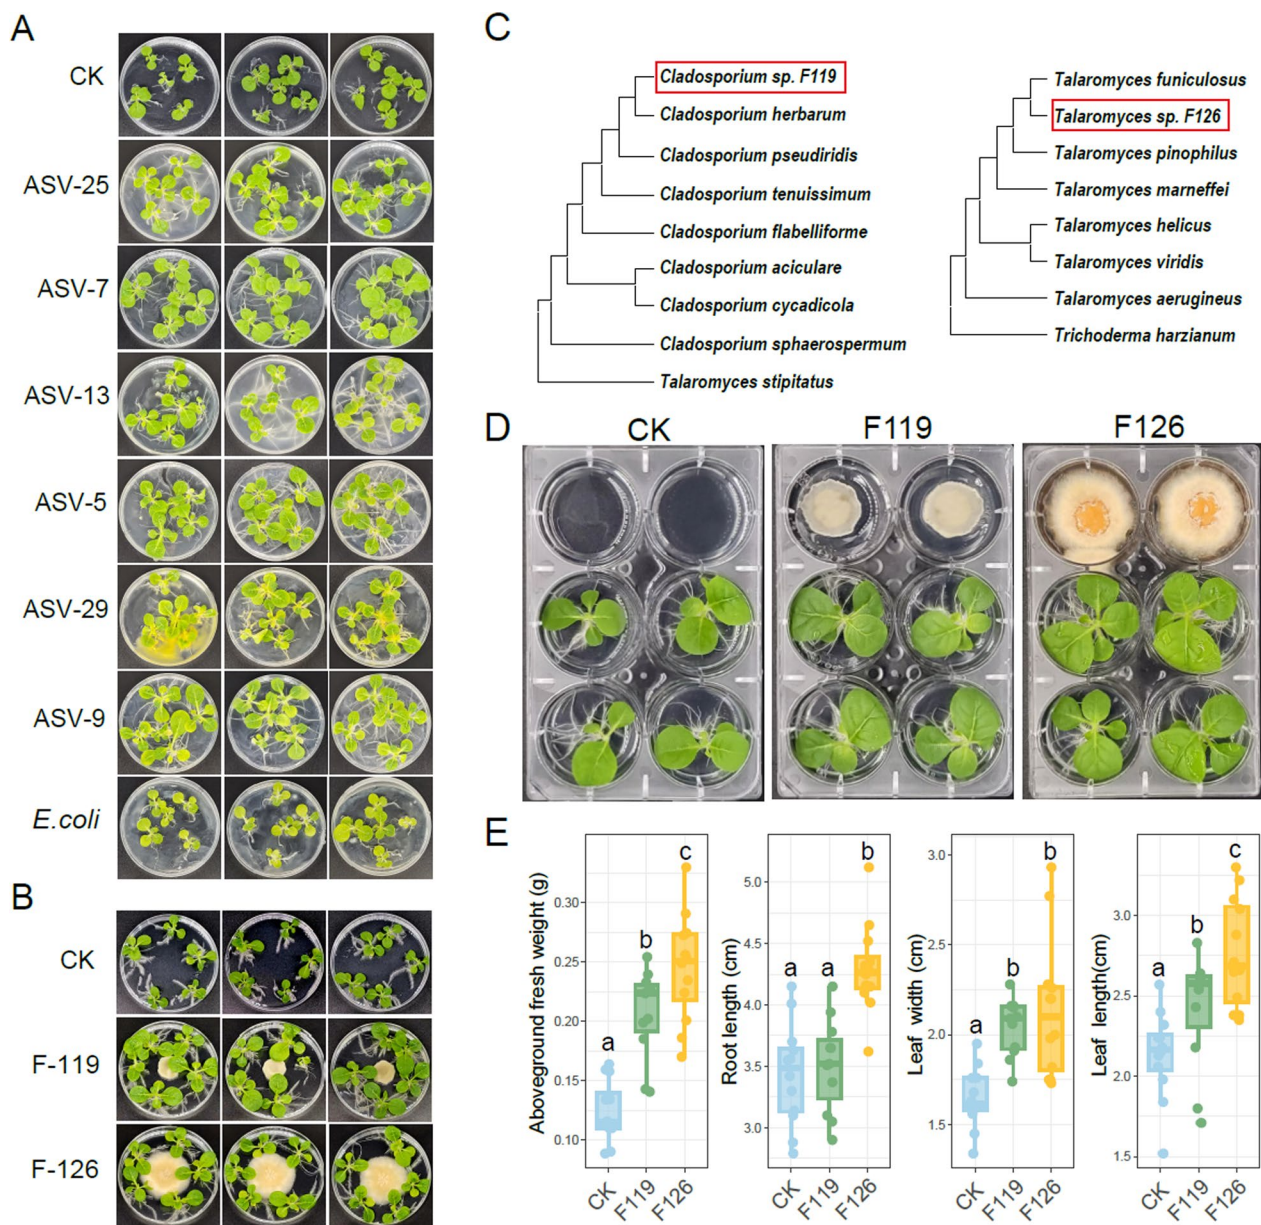 A
CK
ASV-25
ASV-7
ASV-13
ASV-5
ASV-29
ASV-9
E.coli
B
CK
F-119
F-126
C
Cladosporium sp. F119
Cladosporium herbarum
Cladosporium pseudiridis
Cladosporium tenuissimum
Cladosporium flabelliforme
Cladosporium aciculare
Cladosporium cycadicola
Cladosporium sphaerospermum
Talaromyces stipitatus
Talaromyces funiculosus
Talaromyces sp. F126
Talaromyces pinophilus
Talaromyces marneffei
Talaromyces helicus
Talaromyces viridis
Talaromyces aerugineus
Trichoderma harzianum
D
CK F119 F126
E
Aboveground fresh weight (g)
0.30
0.25
0.20
0.15
0.10
a b c
CK F119 F126
Root length (cm)
5.0
4.0
3.0
a a b
CK F119 F126
Leaf width (cm)
3.0
2.5
2.0
1.5
a b b
CK F119 F126
Leaf length(cm)
3.0
2.5
2.0
1.5
a b c
CK F119 F126